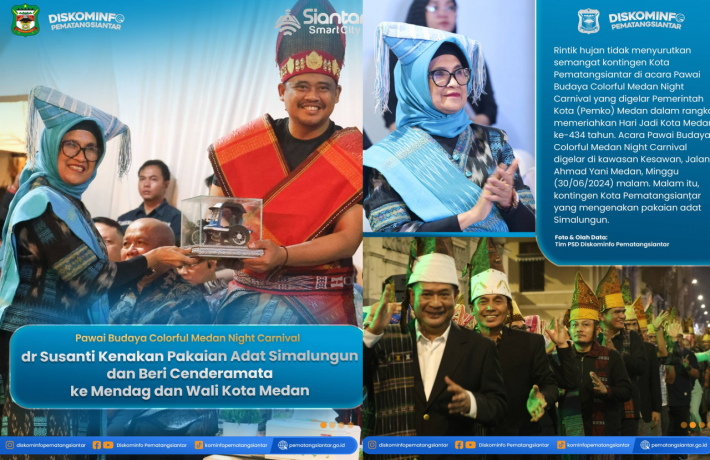 DISKOMINFO
PEMATANGSIANTAR
Siantar
SmartCity
Pawai Budaya Colorful Medan Night Carnival
dr Susanti Kenakan Pakaian Adat Simalungun
dan Beri Cenderamata
ke Mendag dan Wali Kota Medan
diskominfopematangsiantar
Diskominfo Pematangsiantar
kominfopematangsiantar
pematangsiantar.go.id
DISKOMINFO
PEMATANGSIANTAR
Rintik hujan tidak menyurutkan
semangat kontingen Kota
Pematangsiantar di acara Pawai
Budaya Colorful Medan Night
Carnival yang digelar Pemerintah
Kota (Pemko) Medan dalam rangka
memeriahkan Hari Jadi Kota Medan
ke-434 tahun. Acara Pawai Budaya
Colorful Medan Night Carnival
digelar di kawasan Kesawan, Jalan
Ahmad Yani Medan, Minggu
(30/06/2024) malam. Malam itu,
kontingen Kota Pematangsiantar
yang mengenakan pakaian adat
Simalungun.
Foto & Olah Data:
Tim PSD Diskominfo Pematangsiantar
diskominfopematangsiantar
Diskominfo Pematangsiantar
kominfopematangsiantar
pematangsiantar.go.id